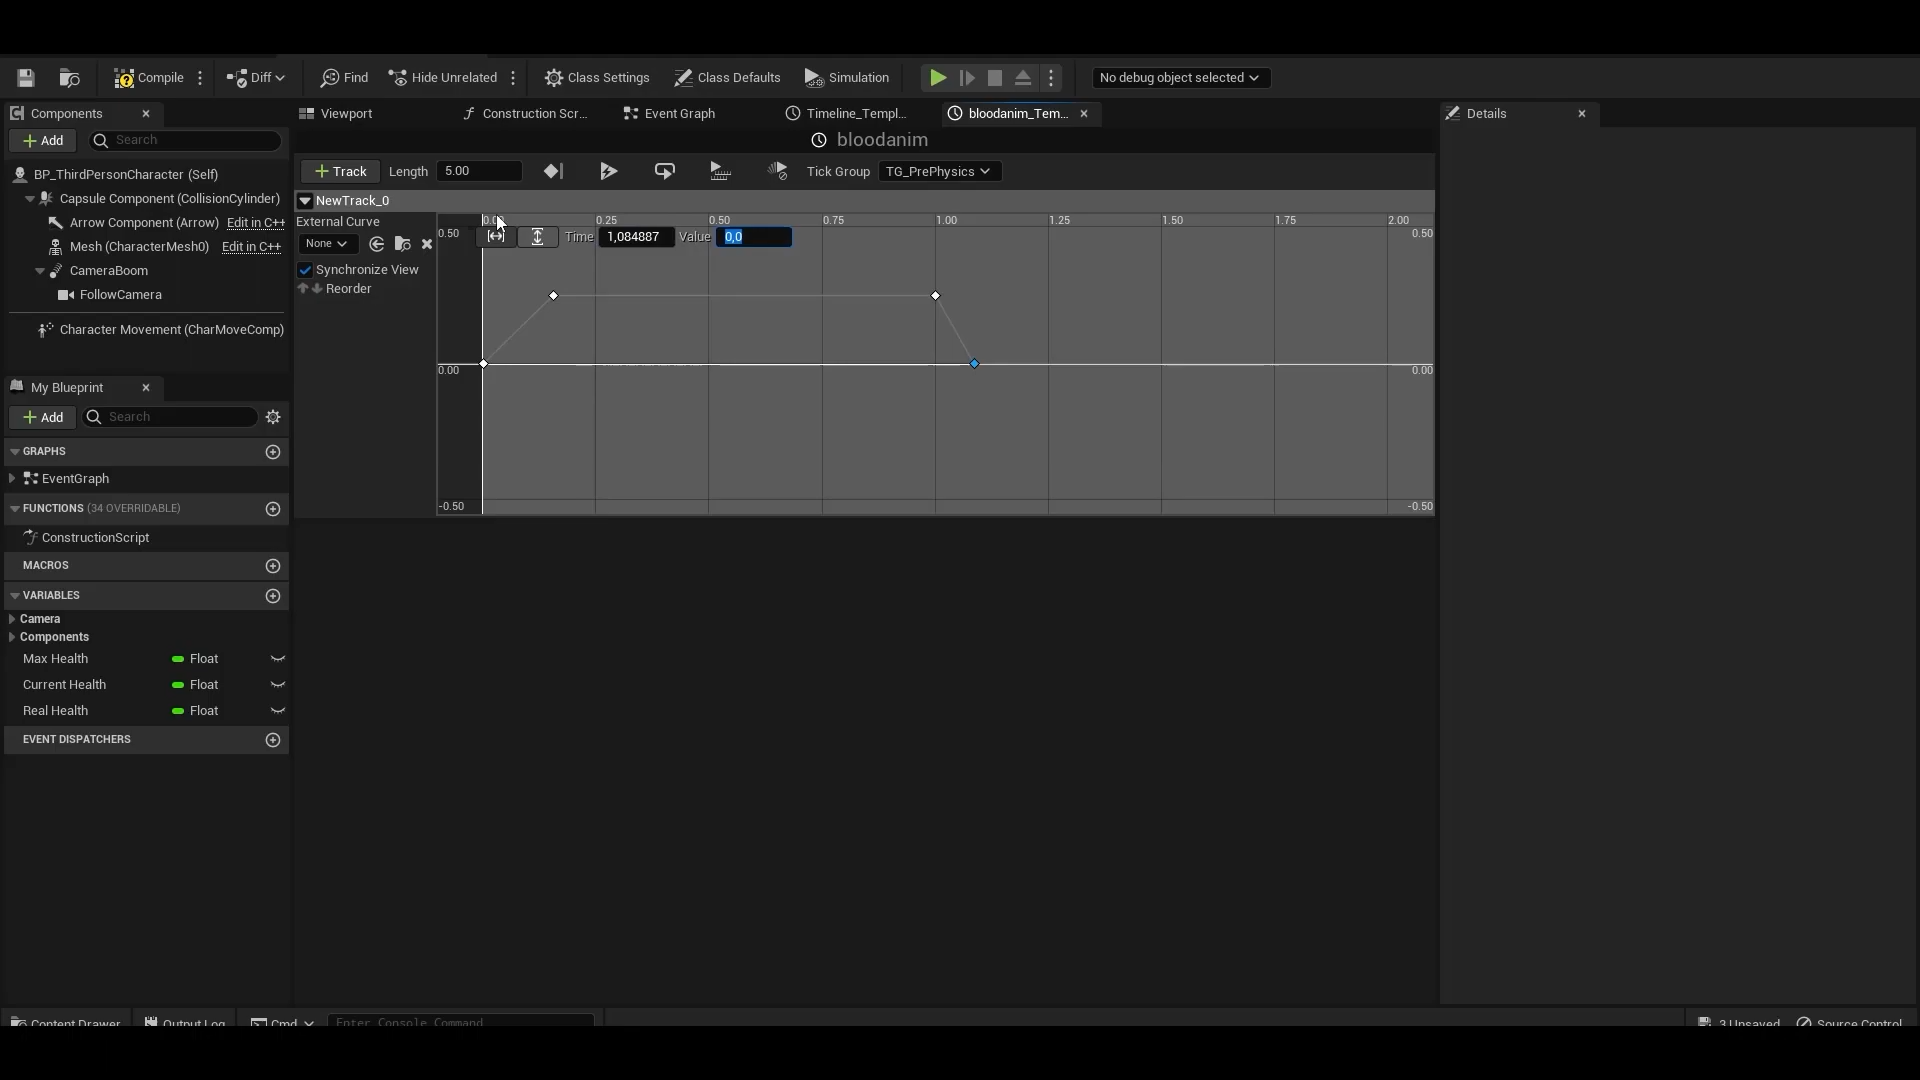 Compile Diff Find Hide Unrelated Class Settings Class Defaults Simulation No debug object selected
Components Viewport Construction Scr... Event Graph Timeline_Templ... bloodanim_Tem... Details
Add Search bloodanim
Track Length 5.00 Tick Group TG_PrePhysics
BP_ThirdPersonCharacter (Self)
Capsule Component (CollisionCylinder)
Arrow Component (Arrow) Edit in C++
Mesh (CharacterMesh0) Edit in C++
CameraBoom
FollowCamera
Character Movement (CharMoveComp)
NewTrack_0
External Curve
None
Synchronize View
Reorder
0.25 0.50 0.75 1.00 1.25 1.50 1.75 2.00
Time 1,084887 Value 0,0
0.50 0.50
0.00 0.00
-0.50 -0.50
My Blueprint
Add Search
GRAPHS
EventGraph
FUNCTIONS (34 OVERRIDABLE)
ConstructionScript
MACROS
VARIABLES
Camera
Components
Max Health Float
Current Health Float
Real Health Float
EVENT DISPATCHERS
Content Drawer Output Log Cmd Enter Console Command 3 Unsaved Source Control